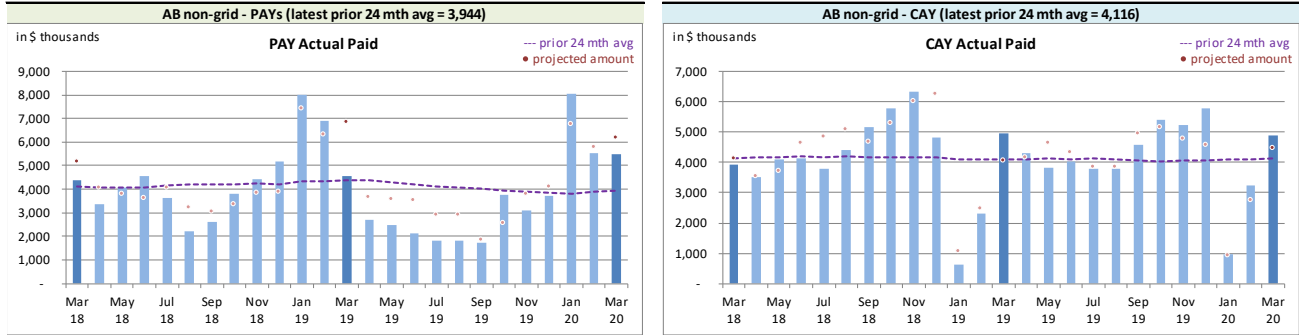 AB non-grid - PAYs (latest prior 24 mth avg = 3,944)
in $ thousands
PAY Actual Paid
--- prior 24 mth avg
• projected amount
9,000
8,000
7,000
6,000
5,000
4,000
3,000
2,000
1,000
-
Mar May Jul Sep Nov Jan Mar May Jul Sep Nov Jan Mar
18 18 18 18 18 19 19 19 19 19 19 20 20
AB non-grid - CAY (latest prior 24 mth avg = 4,116)
in $ thousands
CAY Actual Paid
--- prior 24 mth avg
• projected amount
7,000
6,000
5,000
4,000
3,000
2,000
1,000
-
Mar May Jul Sep Nov Jan Mar May Jul Sep Nov Jan Mar
18 18 18 18 18 19 19 19 19 19 19 20 20